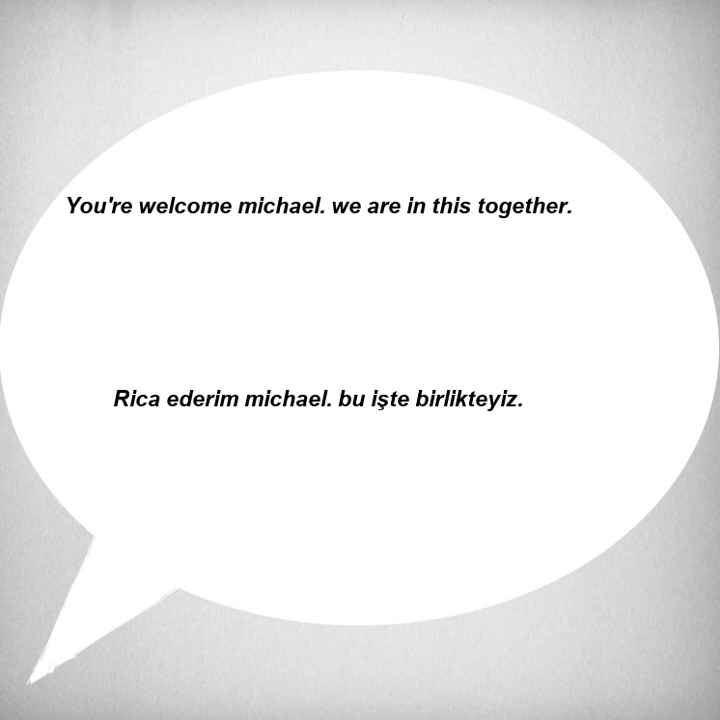 You're welcome michael. we are in this together.
Rica ederim michael. bu işte birlikteyiz.